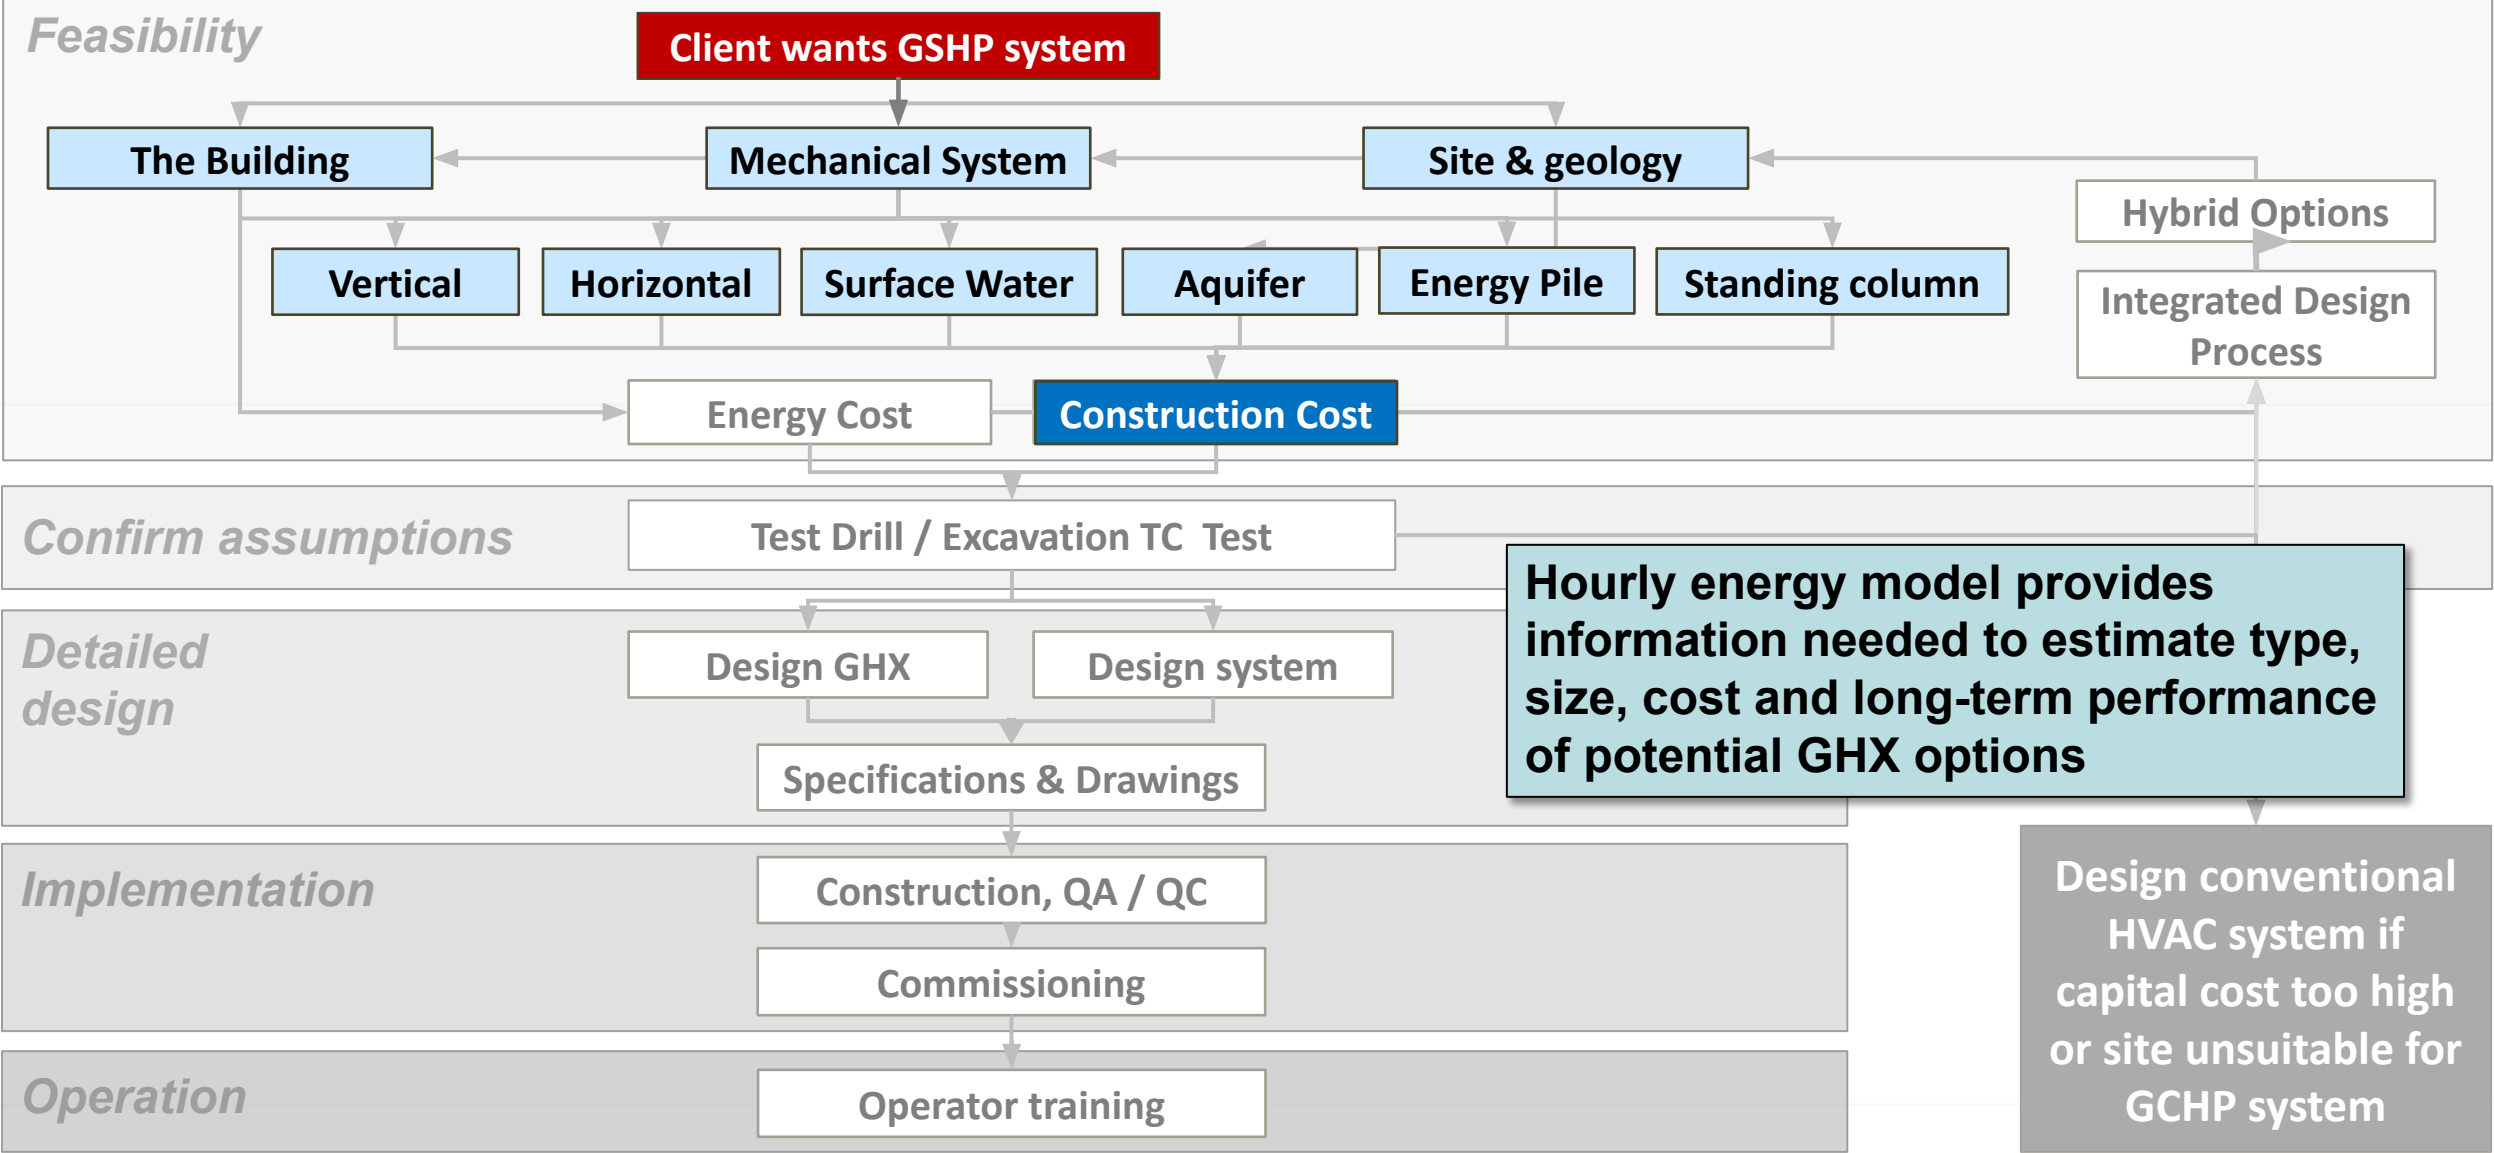 Feasibility
Client wants GSHP system
The Building
Mechanical System
Site & geology
Hybrid Options
Vertical
Horizontal
Surface Water
Aquifer
Energy Pile
Standing column
Integrated Design
Process
Energy Cost
Construction Cost
Confirm assumptions
Test Drill / Excavation TC Test
Hourly energy model provides
information needed to estimate type,
size, cost and long-term performance
of potential GHX options
Detailed
design
Design GHX
Design system
Specifications & Drawings
Implementation
Construction, QA / QC
Commissioning
Design conventional
HVAC system if
capital cost too high
or site unsuitable for
GCHP system
Operation
Operator training